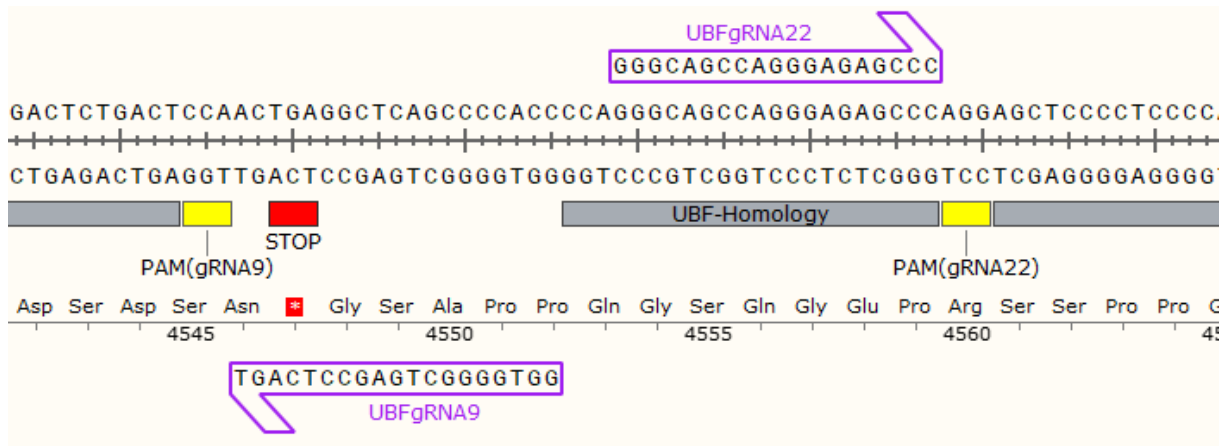 UBFgRNA22
GGGCAGCCAGGGAGAGCCC
GACTCTGACTCCAACTGAGGCTCAGCCCCACCCCAGGGCAGCCAGGGAGAGCCCAGGAGCTCCCCTCCCC
CTGAGACTGAGGTTGACTCCGAGTCGGGGTGGGGTCCCGTCGGTCCCTCTCGGGTCCTCGAGGGGAGGGG
UBF-Homology
STOP
PAM(gRNA9) PAM(gRNA22)
Asp Ser Asp Ser Asn * Gly Ser Ala Pro Pro Gln Gly Ser Gln Gly Glu Pro Arg Ser Ser Pro Pro
4545 4550 4555 4560
TGACTCCGAGTCGGGGTGG
UBFgRNA9